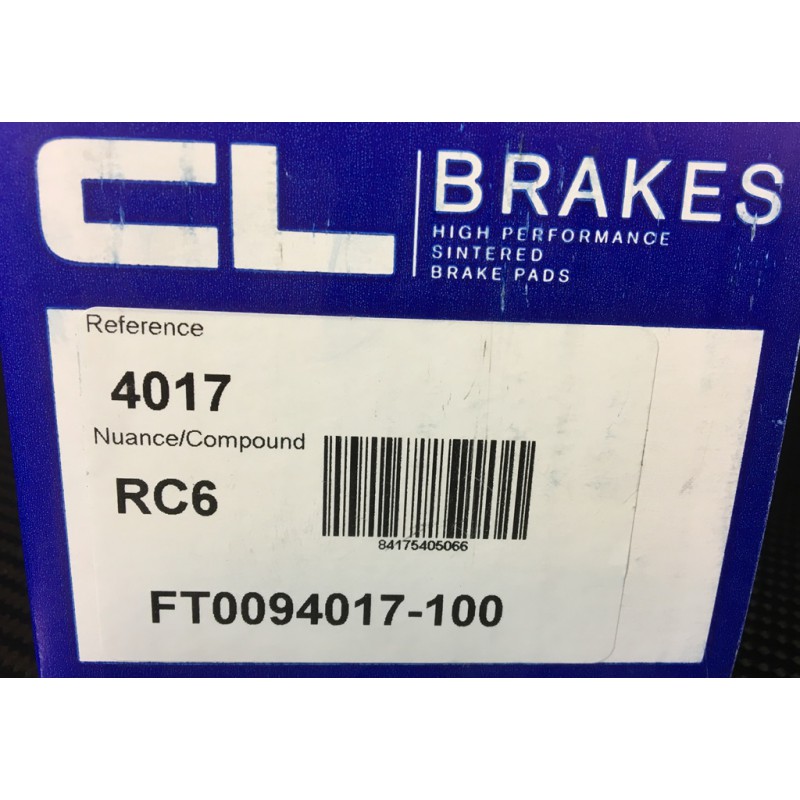 CL BRAKES
HIGH PERFORMANCE
SINTERED
BRAKE PADS
Reference
4017
Nuance/Compound
RC6
84175405066
FT0094017-100